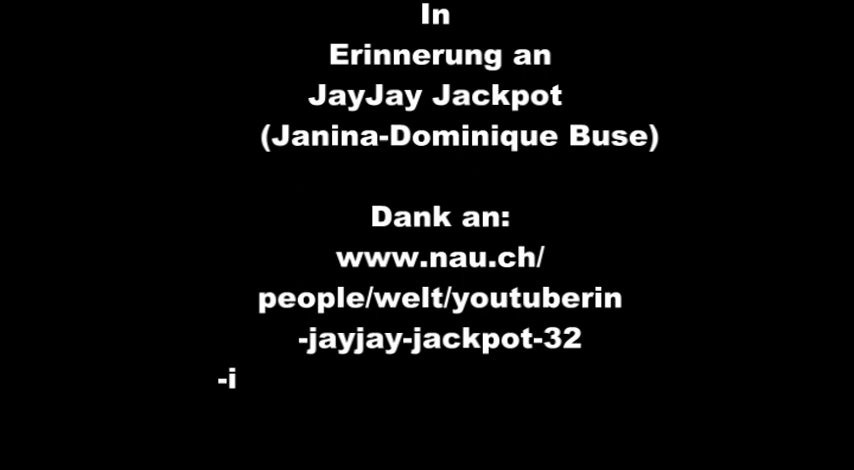 In
Erinnerung an
JayJay Jackpot
(Janina-Dominique Buse)
Dank an:
www.nau.ch/
people/welt/youtuberin
-jayjay-jackpot-32
-i